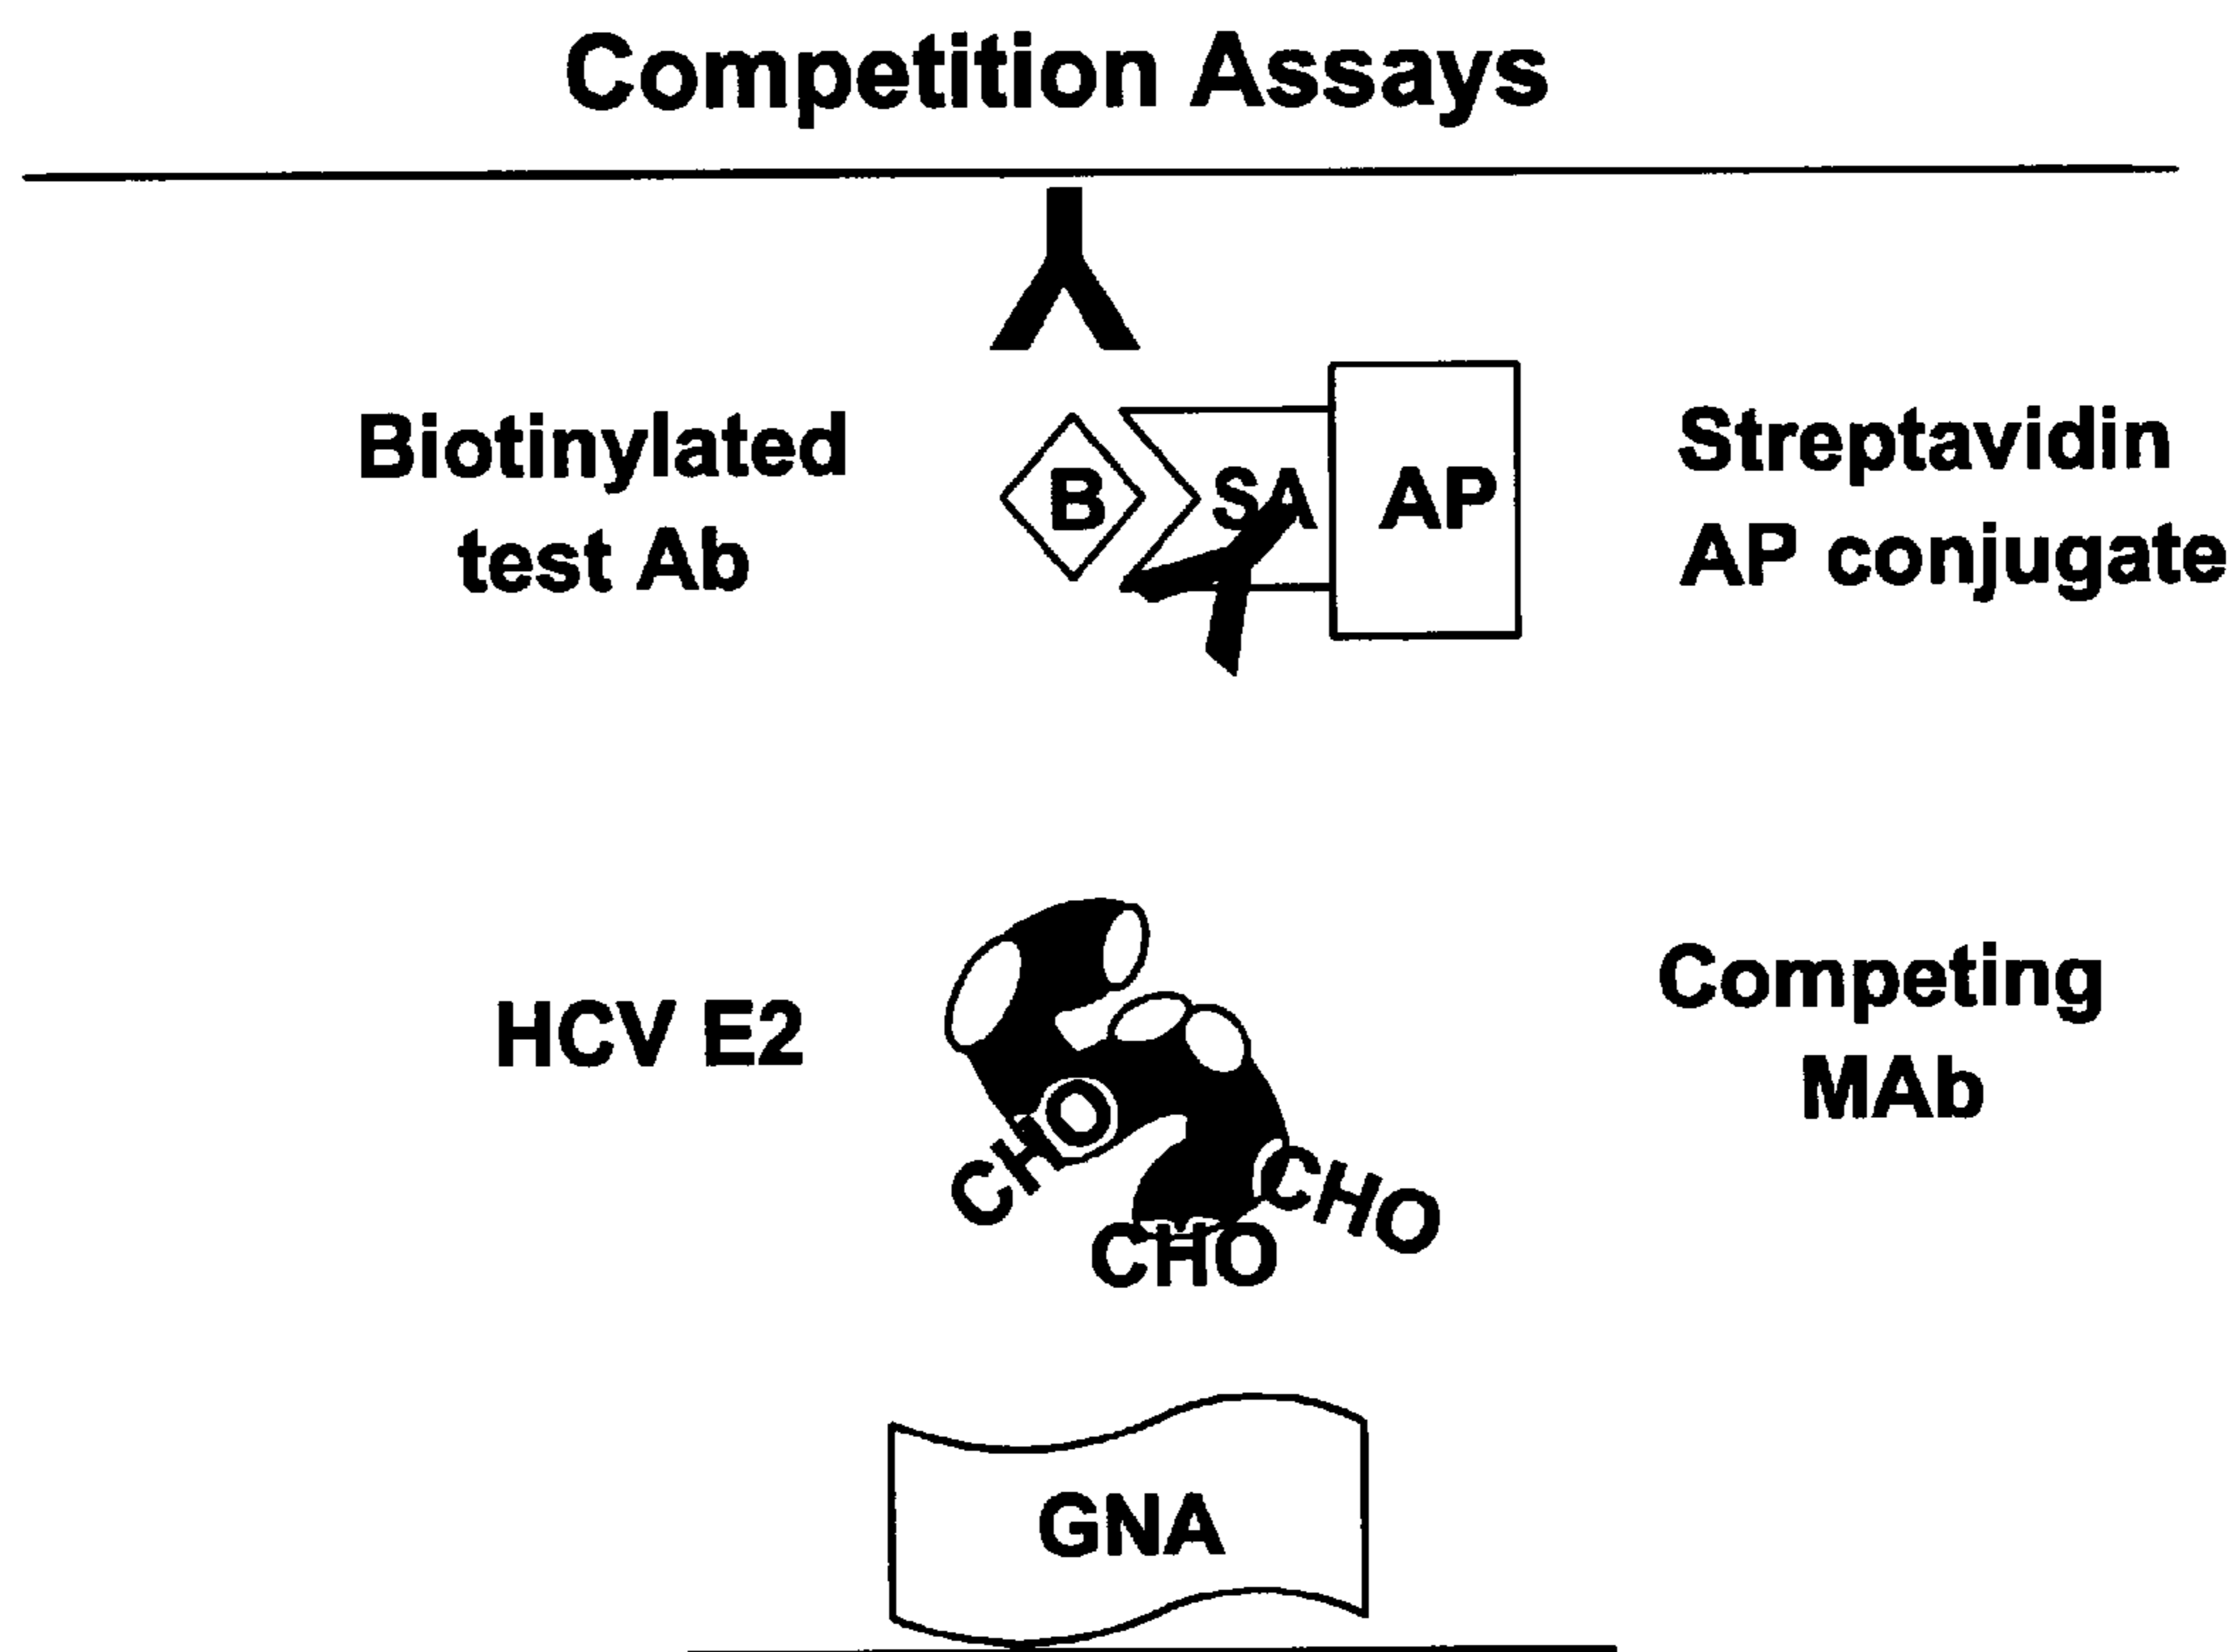 Competition Assays
Biotinylated
test Ab
B
SA
AP
Streptavidin
AP conjugate
HCV E2
Competing
MAb
CHO
CHO
CHO
GNA